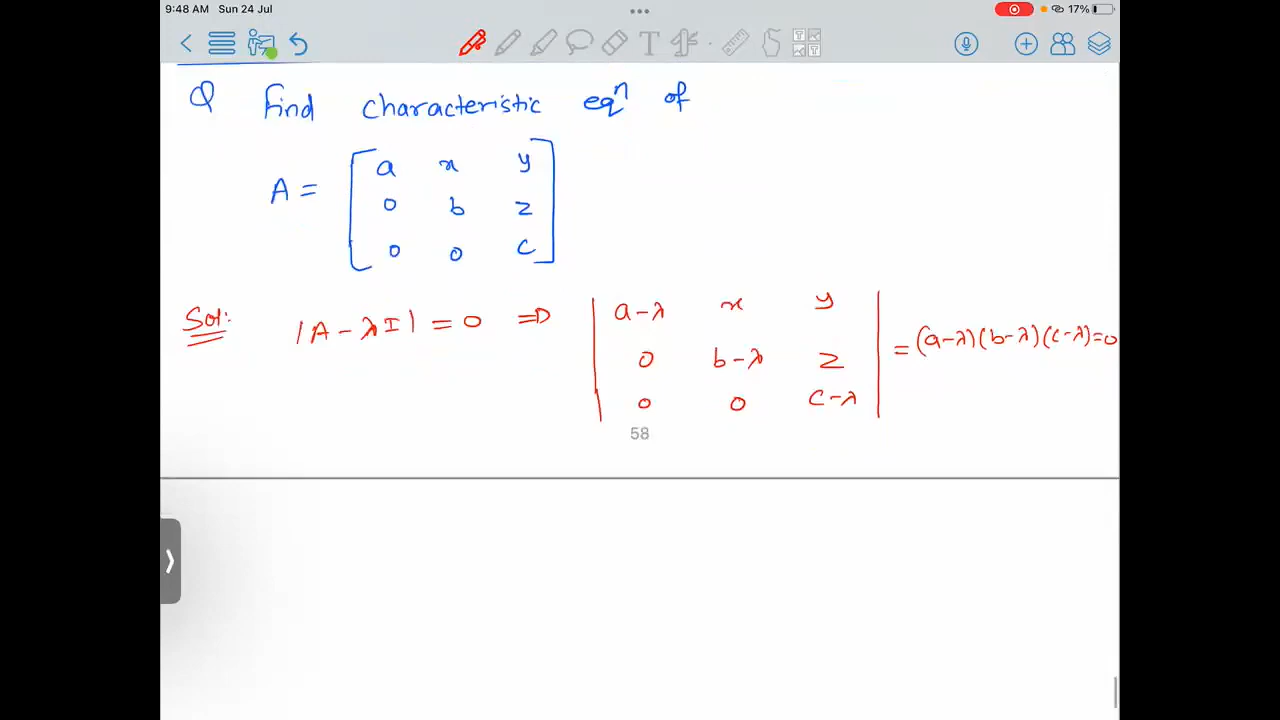 9:48 AM Sun 24 Jul
17%
Q Find characteristic eqⁿ of
A = [ a x y
0 b z
0 0 c ]
Sol: |A - λI| = 0 ⇒ | a-λ x y
0 b-λ z | = (a-λ)(b-λ)(c-λ)=0
0 0 c-λ |
58